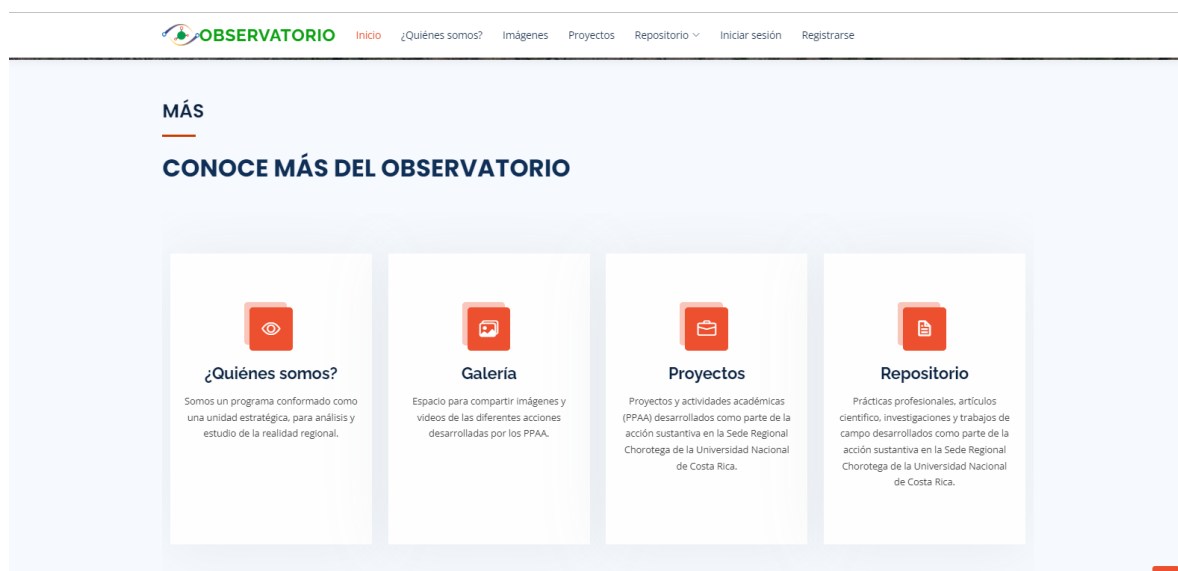 OBSERVATORIO Inicio ¿Quiénes somos? Imágenes Proyectos Repositorio Iniciar sesión Registrarse
MÁS
CONOCE MÁS DEL OBSERVATORIO
¿Quiénes somos?
Somos un programa conformado como
una unidad estratégica, para análisis y
estudio de la realidad regional.
Galería
Espacio para compartir imágenes y
videos de las diferentes acciones
desarrolladas por los PPAA.
Proyectos
Proyectos y actividades académicas
(PPAA) desarrollados como parte de la
acción sustantiva en la Sede Regional
Chorotega de la Universidad Nacional
de Costa Rica.
Repositorio
Prácticas profesionales, artículos
cientifico, investigaciones y trabajos de
campo desarrollados como parte de la
acción sustantiva en la Sede Regional
Chorotega de la Universidad Nacional
de Costa Rica.